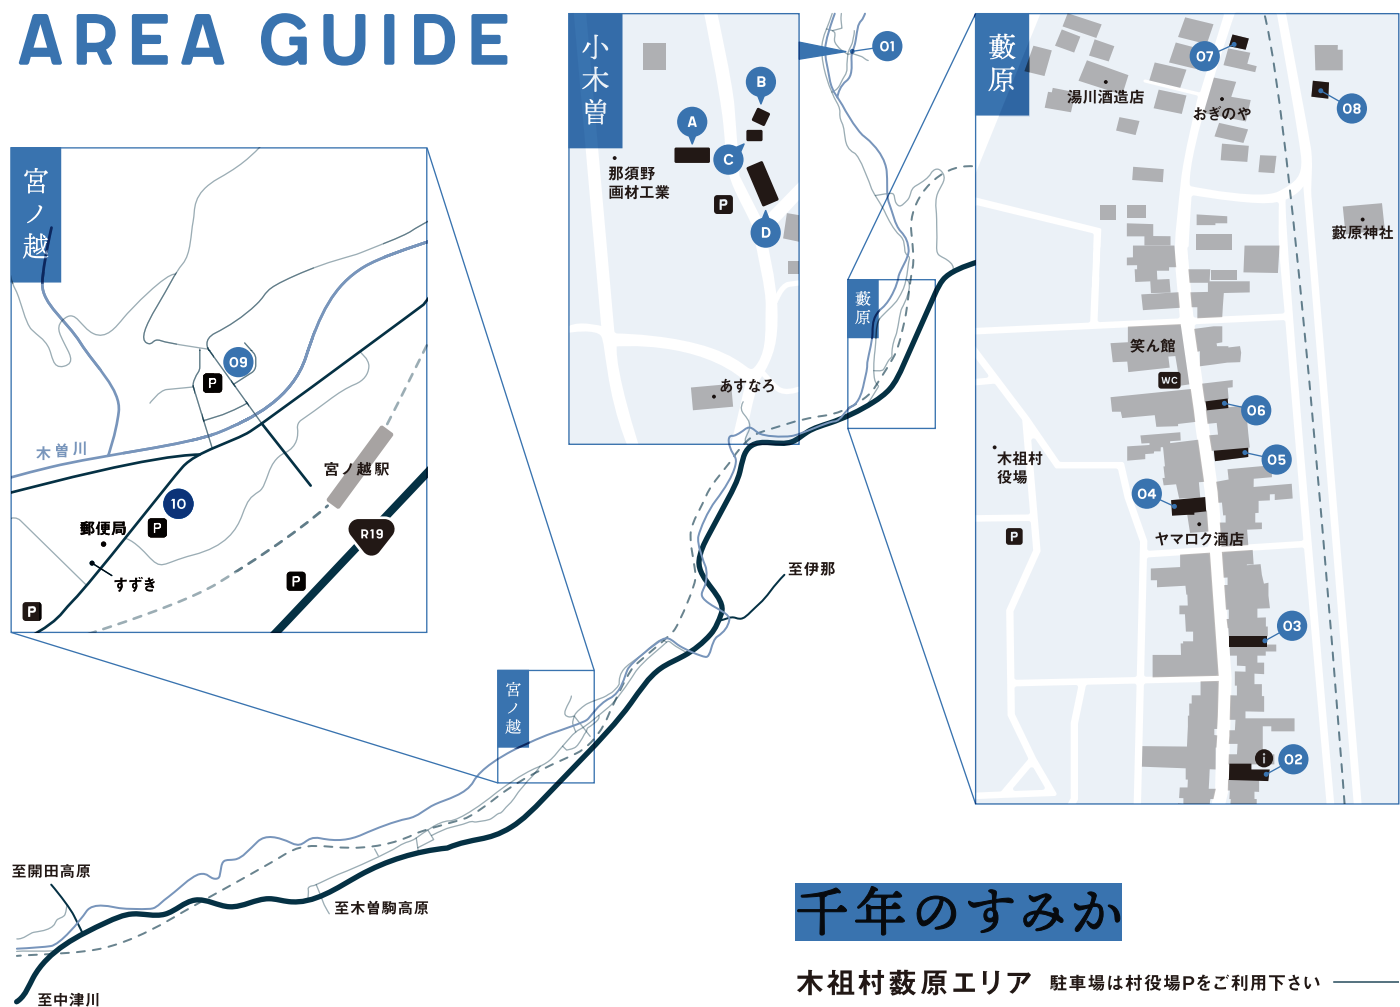 AREA GUIDE
小木曽
A
B
C
D
P
那須野
画材工業
あすなろ
01
藪原
藪原
07
08
湯川酒造店
おぎのや
藪原神社
笑ん館
WC
06
05
04
木祖村
役場
P
ヤマロク酒店
03
i
02
宮ノ越
09
P
木曽川
宮ノ越駅
10
P
郵便局
R19
すずき
P
P
至伊那
宮ノ越
至開田高原
至木曽駒高原
至中津川
千年のすみか
木祖村薮原エリア 駐車場は村役場Pをご利用下さい